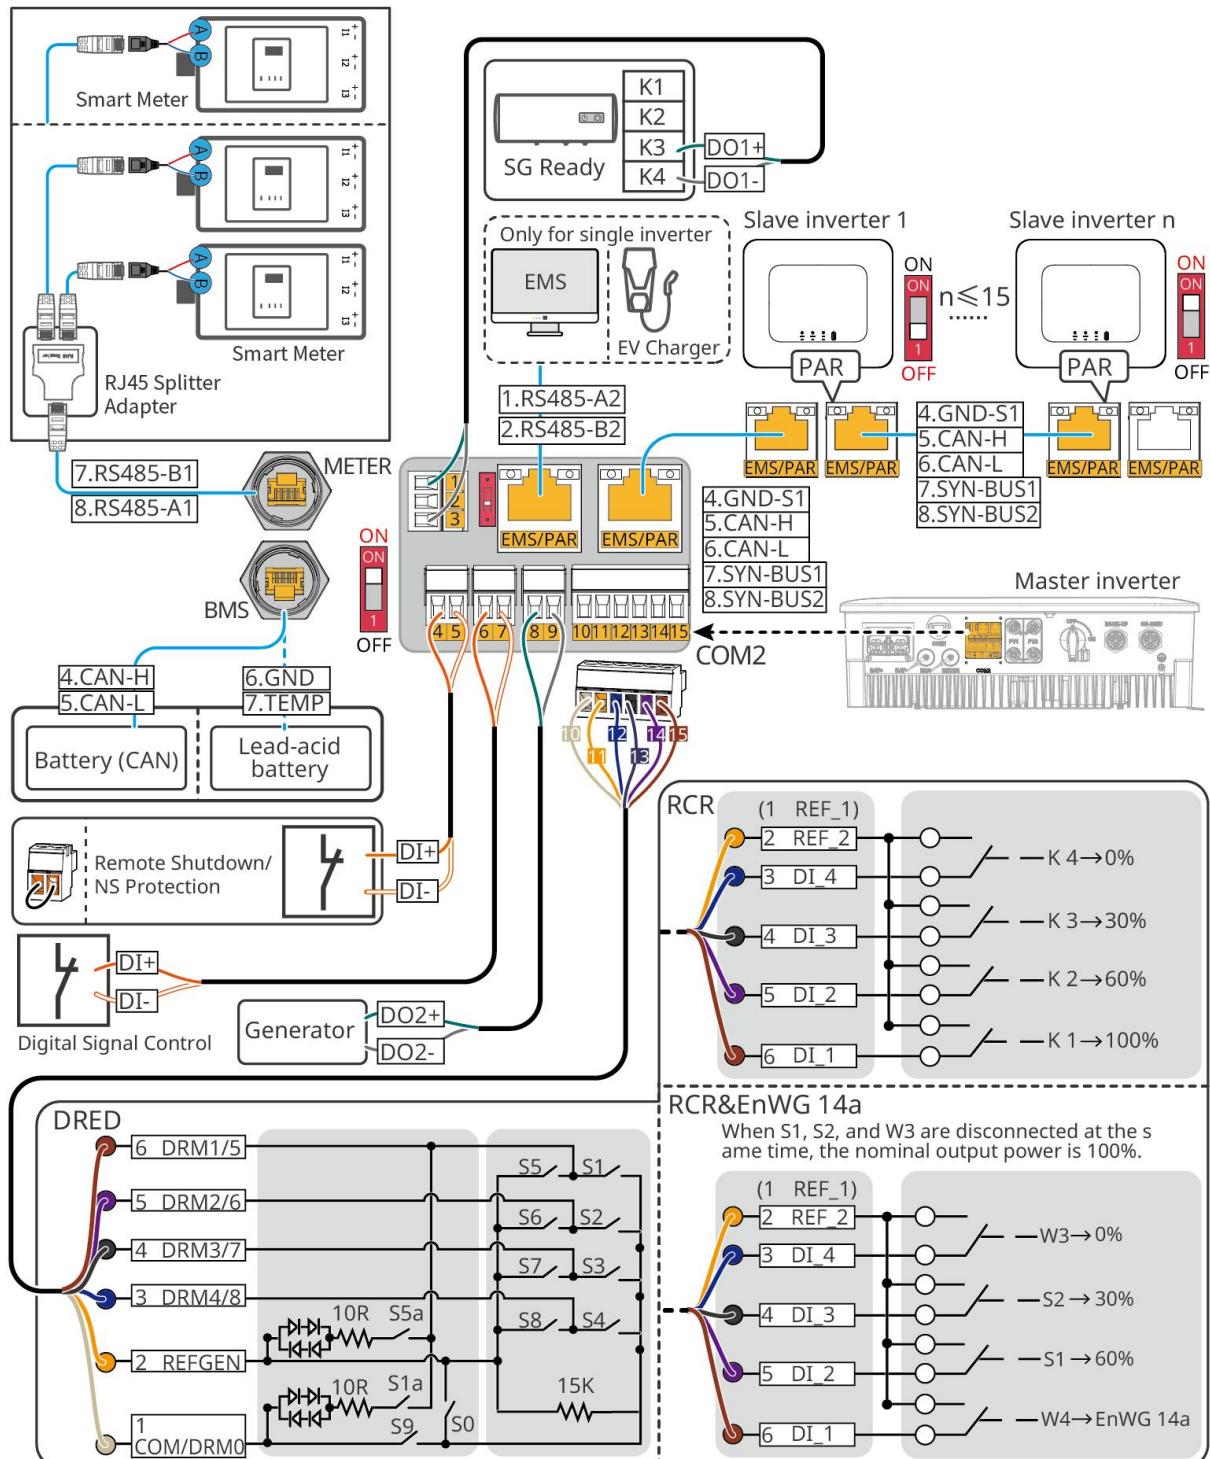 A
B
I1
I2
I3
+ -
+ -
+ -
Smart Meter
A
B
I1
I2
I3
+ -
+ -
+ -
A
B
I1
I2
I3
+ -
+ -
+ -
Smart Meter
RJ45 Splitter
Adapter
7.RS485-B1
8.RS485-A1
METER
BMS
4.CAN-H
5.CAN-L
6.GND
7.TEMP
Battery (CAN)
Lead-acid
battery
ON
ON
1
OFF
K1
K2
K3
K4
SG Ready
DO1+
DO1-
Only for single inverter
EMS
EV Charger
1.RS485-A2
2.RS485-B2
Slave inverter 1
Slave inverter n
ON
ON
1
OFF
n≤15
......
ON
ON
1
OFF
PAR
PAR
EMS/PAR
EMS/PAR
EMS/PAR
EMS/PAR
4.GND-S1
5.CAN-H
6.CAN-L
7.SYN-BUS1
8.SYN-BUS2
1
2
3
EMS/PAR
EMS/PAR
4.GND-S1
5.CAN-H
6.CAN-L
7.SYN-BUS1
8.SYN-BUS2
4 5 6 7 8 9 10 11 12 13 14 15
COM2
Master inverter
COM2
10 11 12 13 14 15
Remote Shutdown/
NS Protection
DI+
DI-
DI+
DI-
Digital Signal Control
Generator
DO2+
DO2-
RCR
(1 REF_1)
2 REF_2
3 DI_4
4 DI_3
5 DI_2
6 DI_1
K 4→0%
K 3→30%
K 2→60%
K 1→100%
RCR&EnWG 14a
When S1, S2, and W3 are disconnected at the s
ame time, the nominal output power is 100%.
(1 REF_1)
2 REF_2
3 DI_4
4 DI_3
5 DI_2
6 DI_1
W3→0%
S2→30%
S1→60%
W4→EnWG 14a
DRED
6 DRM1/5
5 DRM2/6
4 DRM3/7
3 DRM4/8
2 REFGEN
1
COM/DRM0
10R
S5a
10R
S1a
S9
S0
S5
S1
S6
S2
S7
S3
S8
S4
15K